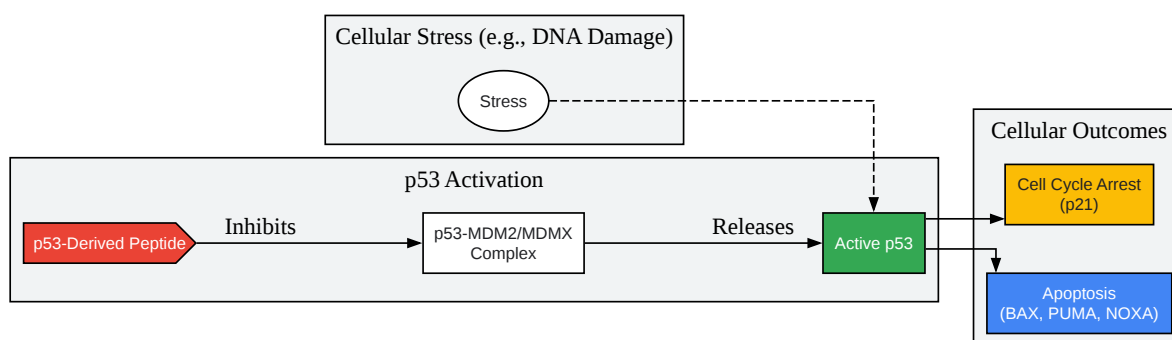 Cellular Stress (e.g., DNA Damage)
Stress
Cellular Outcomes
Cell Cycle Arrest
(p21)
p53 Activation
p53-Derived Peptide
Inhibits
p53-MDM2/MDMX
Complex
Releases
Active p53
Apoptosis
(BAX, PUMA, NOXA)